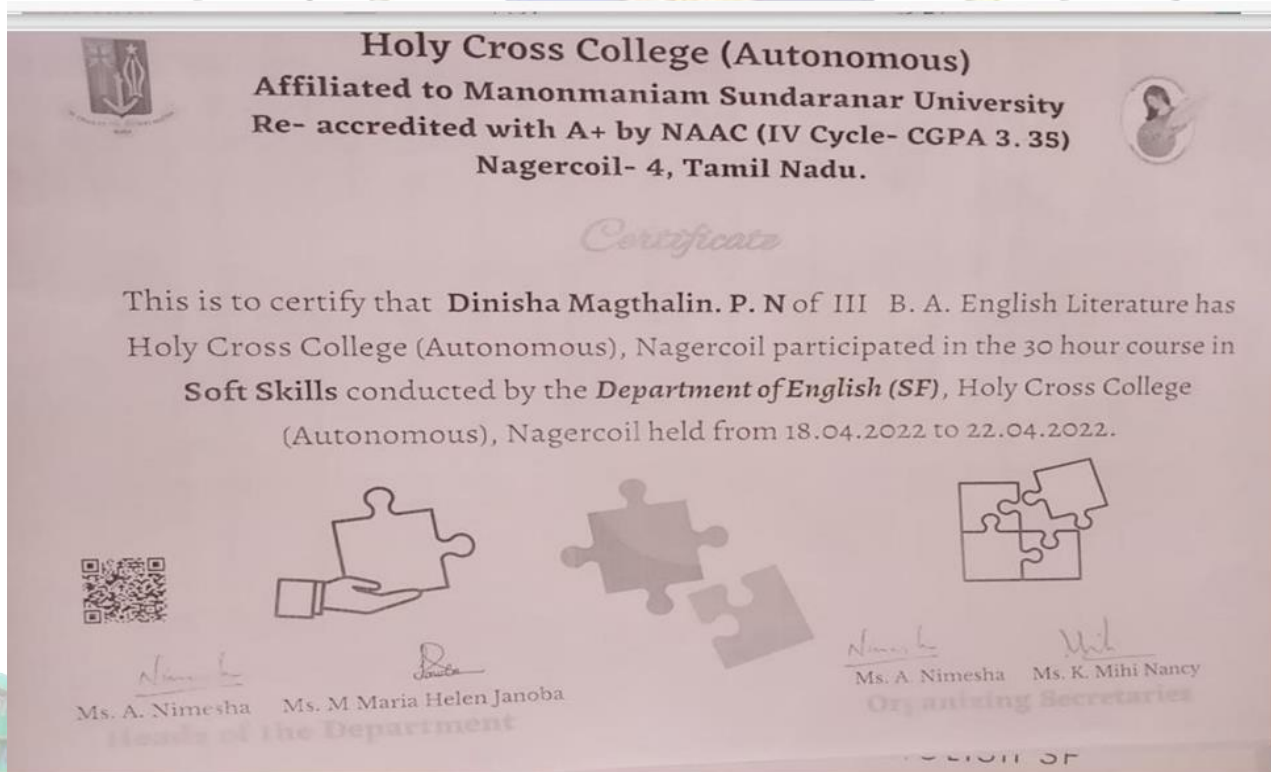 Holy Cross College (Autonomous)
Affiliated to Manonmaniam Sundaranar University
Re- accredited with A+ by NAAC (IV Cycle- CGPA 3. 35)
Nagercoil- 4, Tamil Nadu.
Certificate
This is to certify that Dinisha Magthalin. P. N of III B. A. English Literature has
Holy Cross College (Autonomous), Nagercoil participated in the 30 hour course in
Soft Skills conducted by the Department of English (SF), Holy Cross College
(Autonomous), Nagercoil held from 18.04.2022 to 22.04.2022.
Ms. A. Nimesha Ms. M Maria Helen Janoba
Heads of the Department
Ms. A. Nimesha Ms. K. Mihi Nancy
Organizing Secretaries